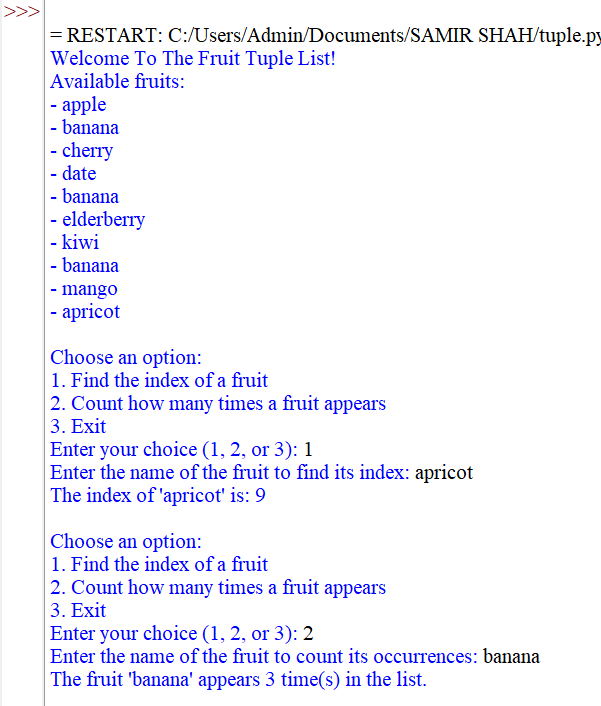 >>>
= RESTART: C:/Users/Admin/Documents/SAMIR SHAH/tuple.py
Welcome To The Fruit Tuple List!
Available fruits:
- apple
- banana
- cherry
- date
- banana
- elderberry
- kiwi
- banana
- mango
- apricot

Choose an option:
1. Find the index of a fruit
2. Count how many times a fruit appears
3. Exit
Enter your choice (1, 2, or 3): 1
Enter the name of the fruit to find its index: apricot
The index of 'apricot' is: 9

Choose an option:
1. Find the index of a fruit
2. Count how many times a fruit appears
3. Exit
Enter your choice (1, 2, or 3): 2
Enter the name of the fruit to count its occurrences: banana
The fruit 'banana' appears 3 time(s) in the list.